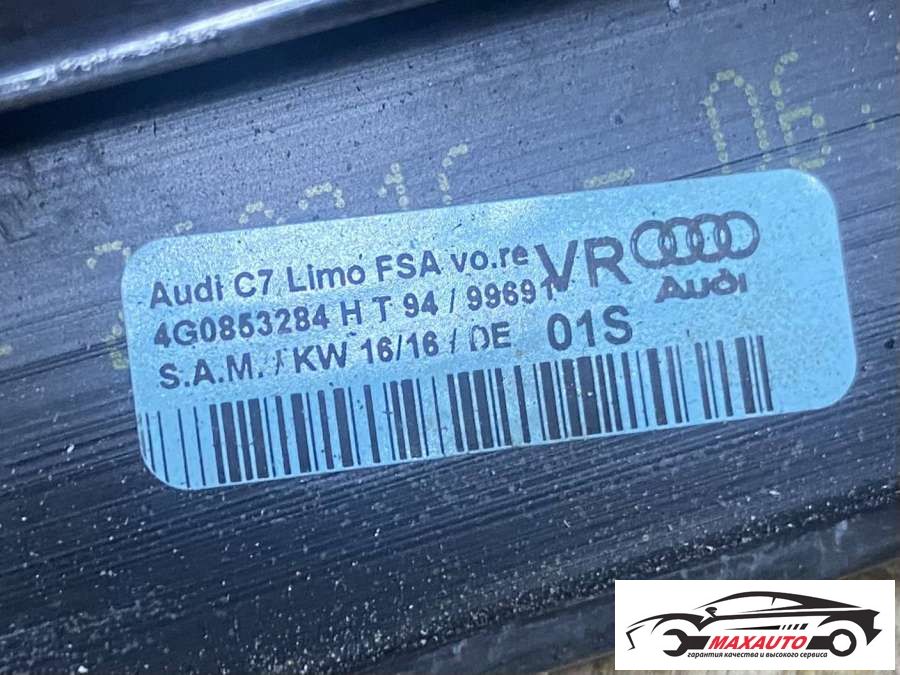 06
Audi C7 Limo FSA vo.re VR
4G0853284 H T 94 / 99691 Audi
S.A.M. / KW 16/16 / DE 01S
MAXAUTO
гарантия качества и высокого сервиса